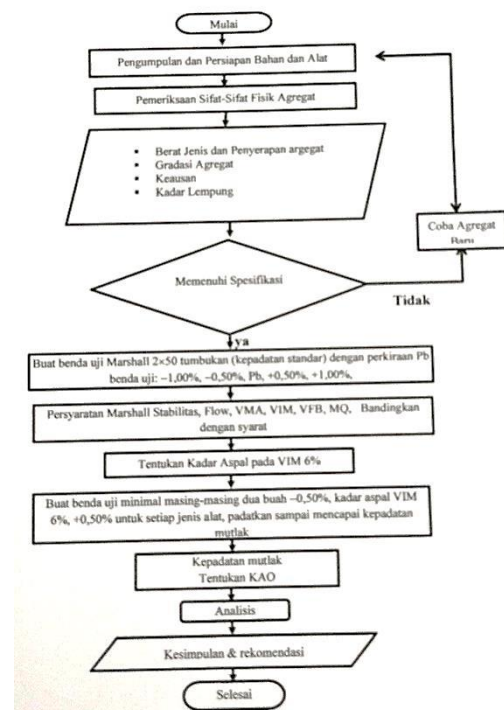 Mulai
Pengumpulan dan Persiapan Bahan dan Alat
Pemeriksaan Sifat-Sifat Fisik Agregat
• Berat Jenis dan Penyerapan argegat
• Gradasi Agregat
• Keausan
• Kadar Lempung
Coba Agregat
Baru
Memenuhi Spesifikasi
Tidak
ya
Buat benda uji Marshall 2×50 tumbukan (kepadatan standar) dengan perkiraan Pb
benda uji: –1,00%, –0,50%, Pb, +0,50%, +1,00%,
Persyaratan Marshall Stabilitas, Flow, VMA, VIM, VFB, MQ, Bandingkan
dengan syarat
Tentukan Kadar Aspal pada VIM 6%
Buat benda uji minimal masing-masing dua buah –0,50%, kadar aspal VIM
6%, +0,50% untuk setiap jenis alat, padatkan sampai mencapai kepadatan
mutlak
Kepadatan mutlak
Tentukan KAO
Analisis
Kesimpulan & rekomendasi
Selesai